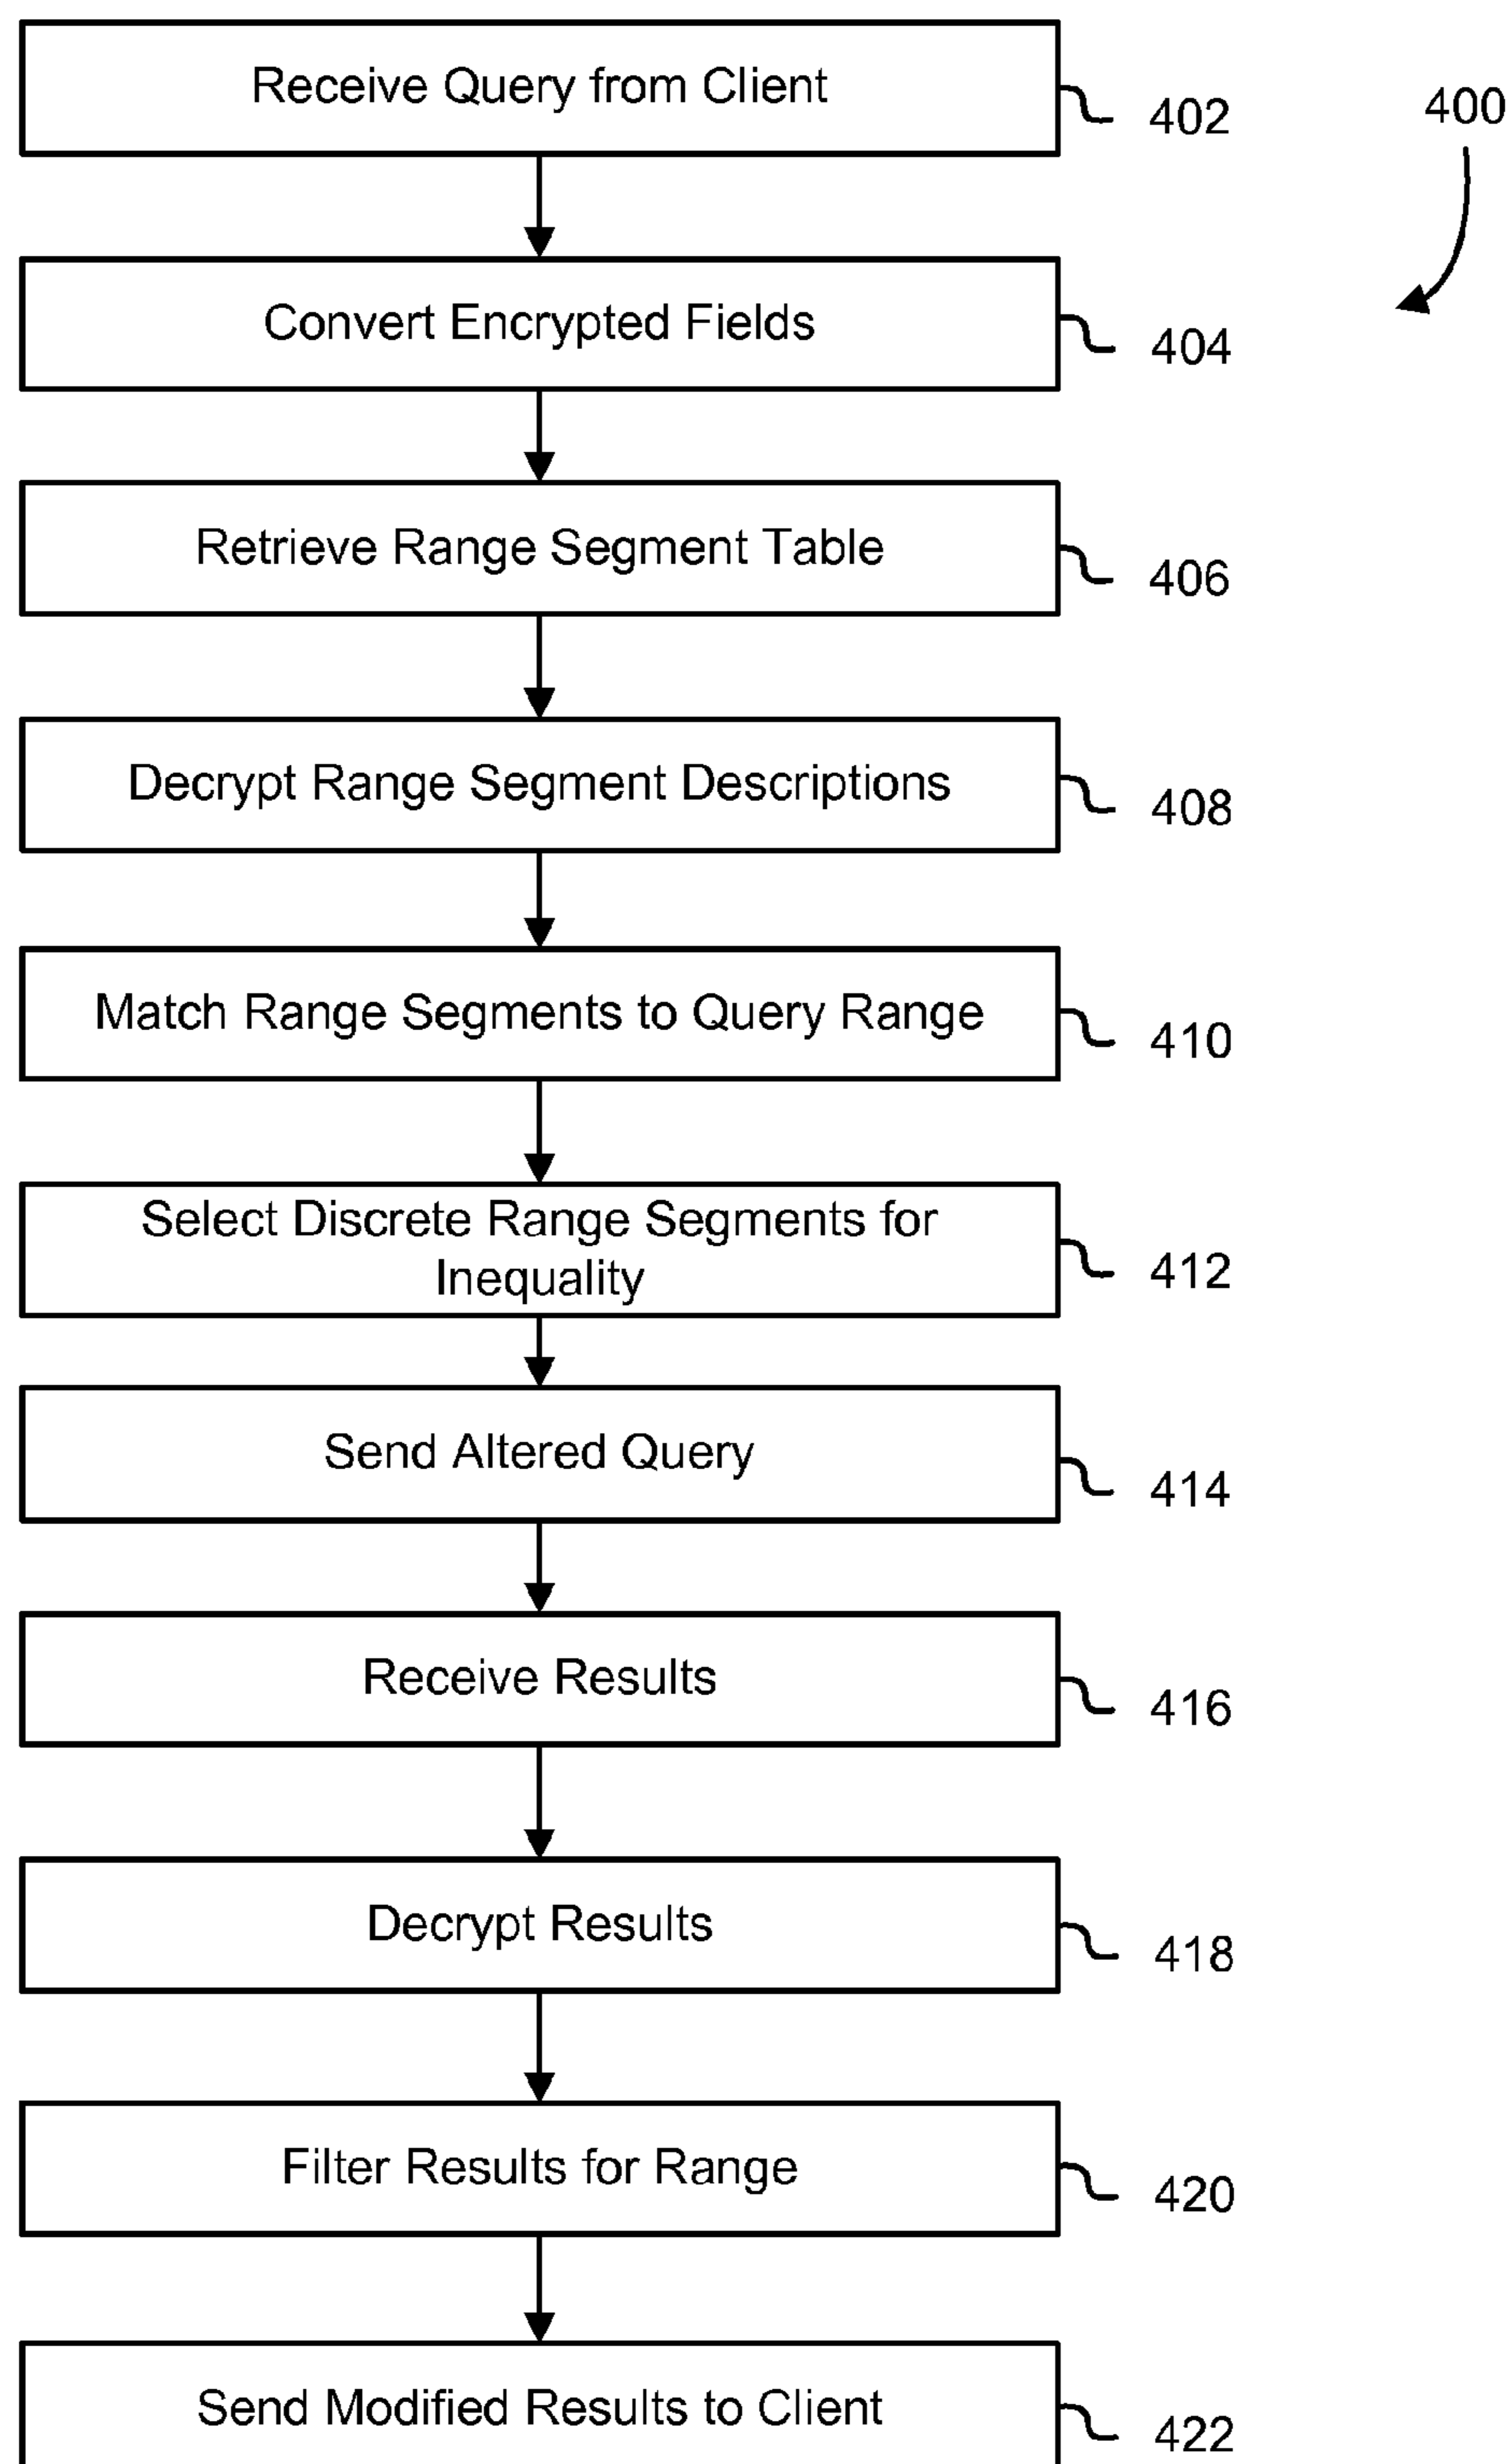 Receive Query from Client
402
400
Convert Encrypted Fields
404
Retrieve Range Segment Table
406
Decrypt Range Segment Descriptions
408
Match Range Segments to Query Range
410
Select Discrete Range Segments for
Inequality
412
Send Altered Query
414
Receive Results
416
Decrypt Results
418
Filter Results for Range
420
Send Modified Results to Client
422